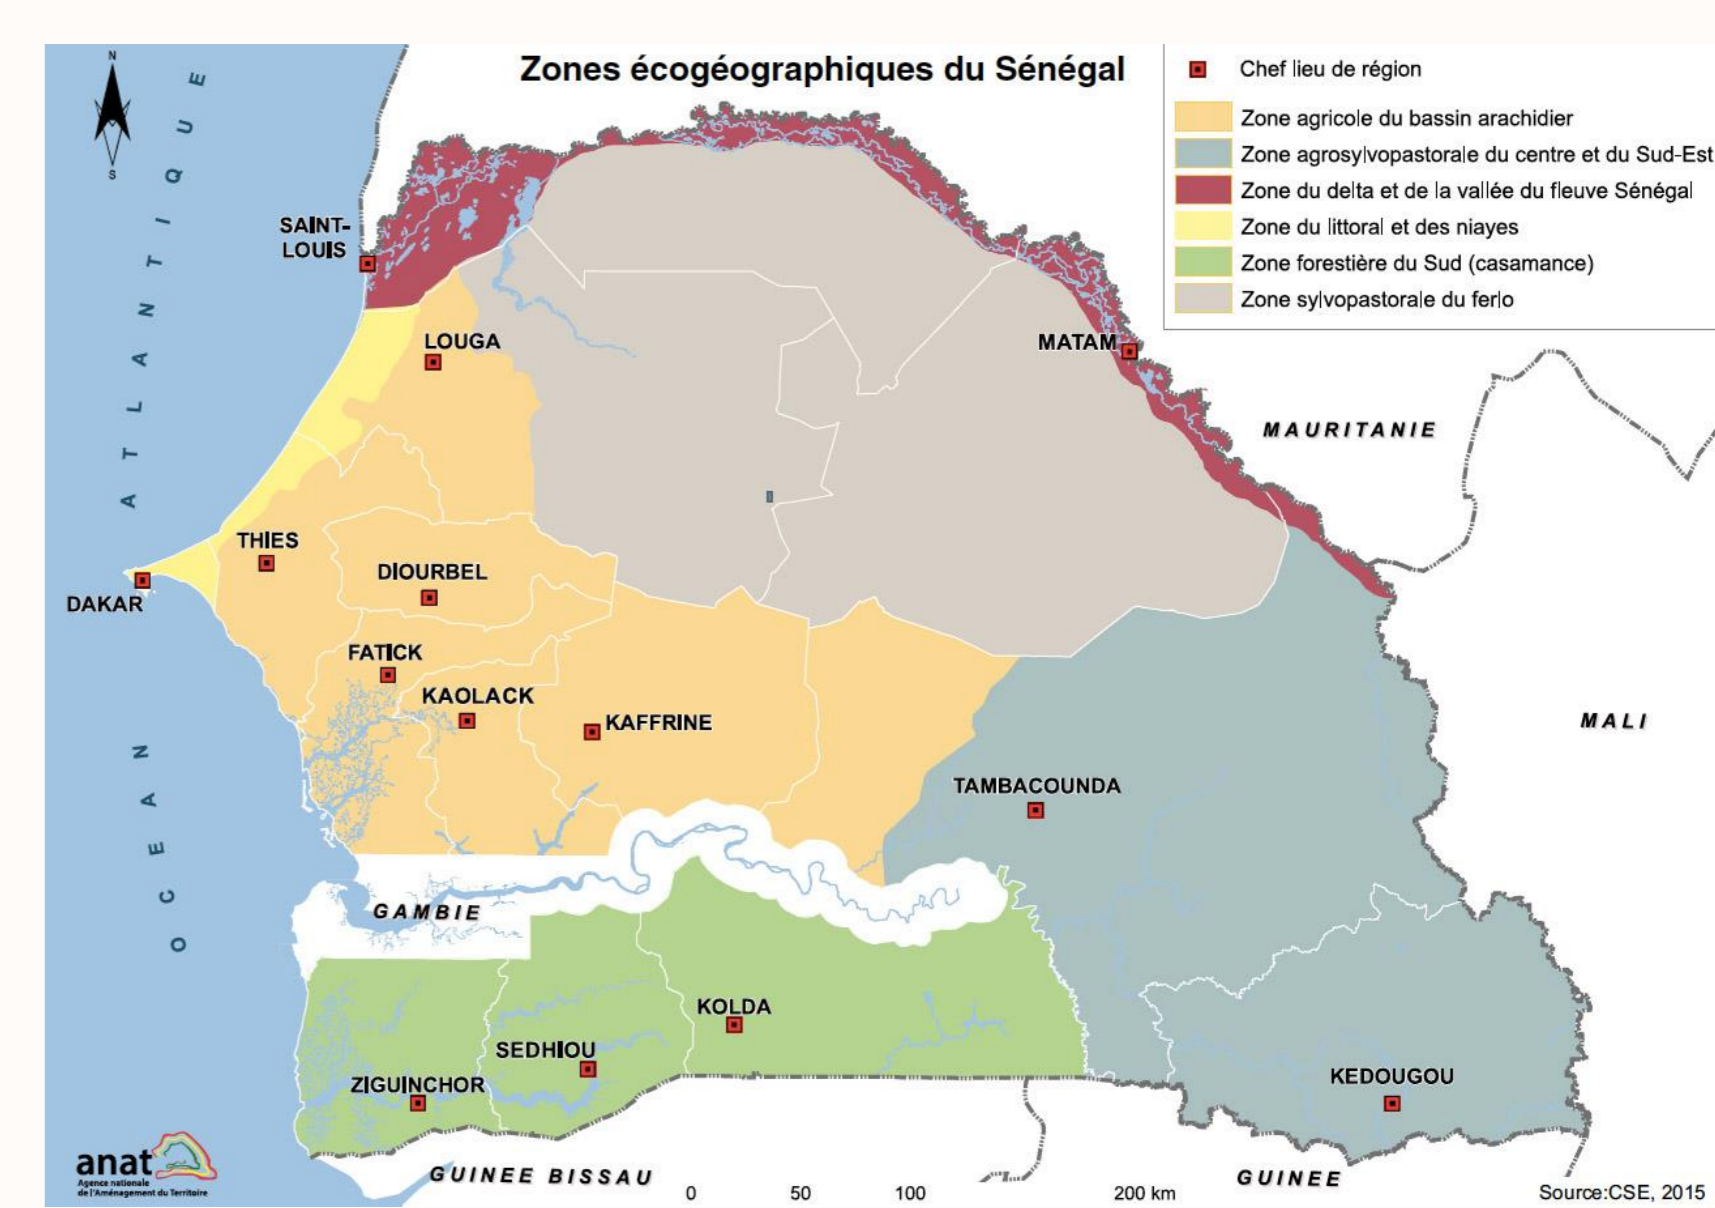 Zones écogéographiques du Sénégal
Chef lieu de région
Zone agricole du bassin arachidier
Zone agrosylvopastorale du centre et du Sud-Est
Zone du delta et de la vallée du fleuve Sénégal
Zone du littoral et des niayes
Zone forestière du Sud (casamance)
Zone sylvopastorale du ferlo
N
S
OCEAN ATLANTIQUE
SAINT-
LOUIS
LOUGA
MATAM
MAURITANIE
THIES
DIOURBEL
DAKAR
FATICK
KAOLACK
KAFFRINE
MALI
TAMBACOUNDA
GAMBIE
KOLDA
SEDHIOU
ZIGUINCHOR
KEDOUGOU
GUINEE BISSAU
GUINEE
anat
Agence nationale
de l'Aménagement du Territoire
0 50 100 200 km
Source:CSE, 2015